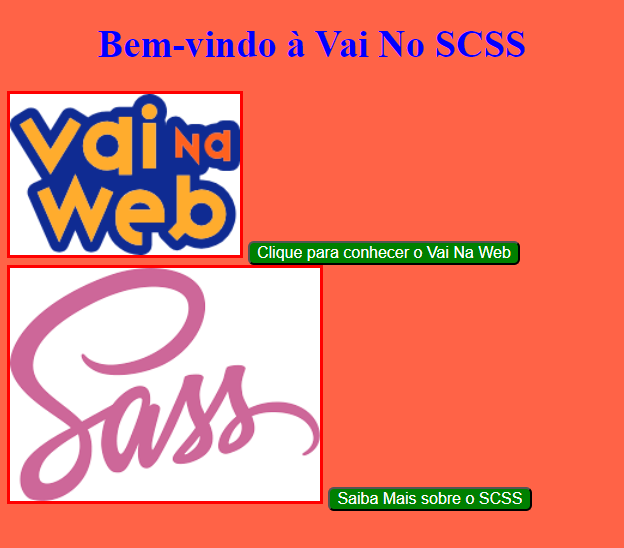 Bem-vindo à Vai No SCSS
vai Na
web
Clique para conhecer o Vai Na Web
Sass
Saiba Mais sobre o SCSS